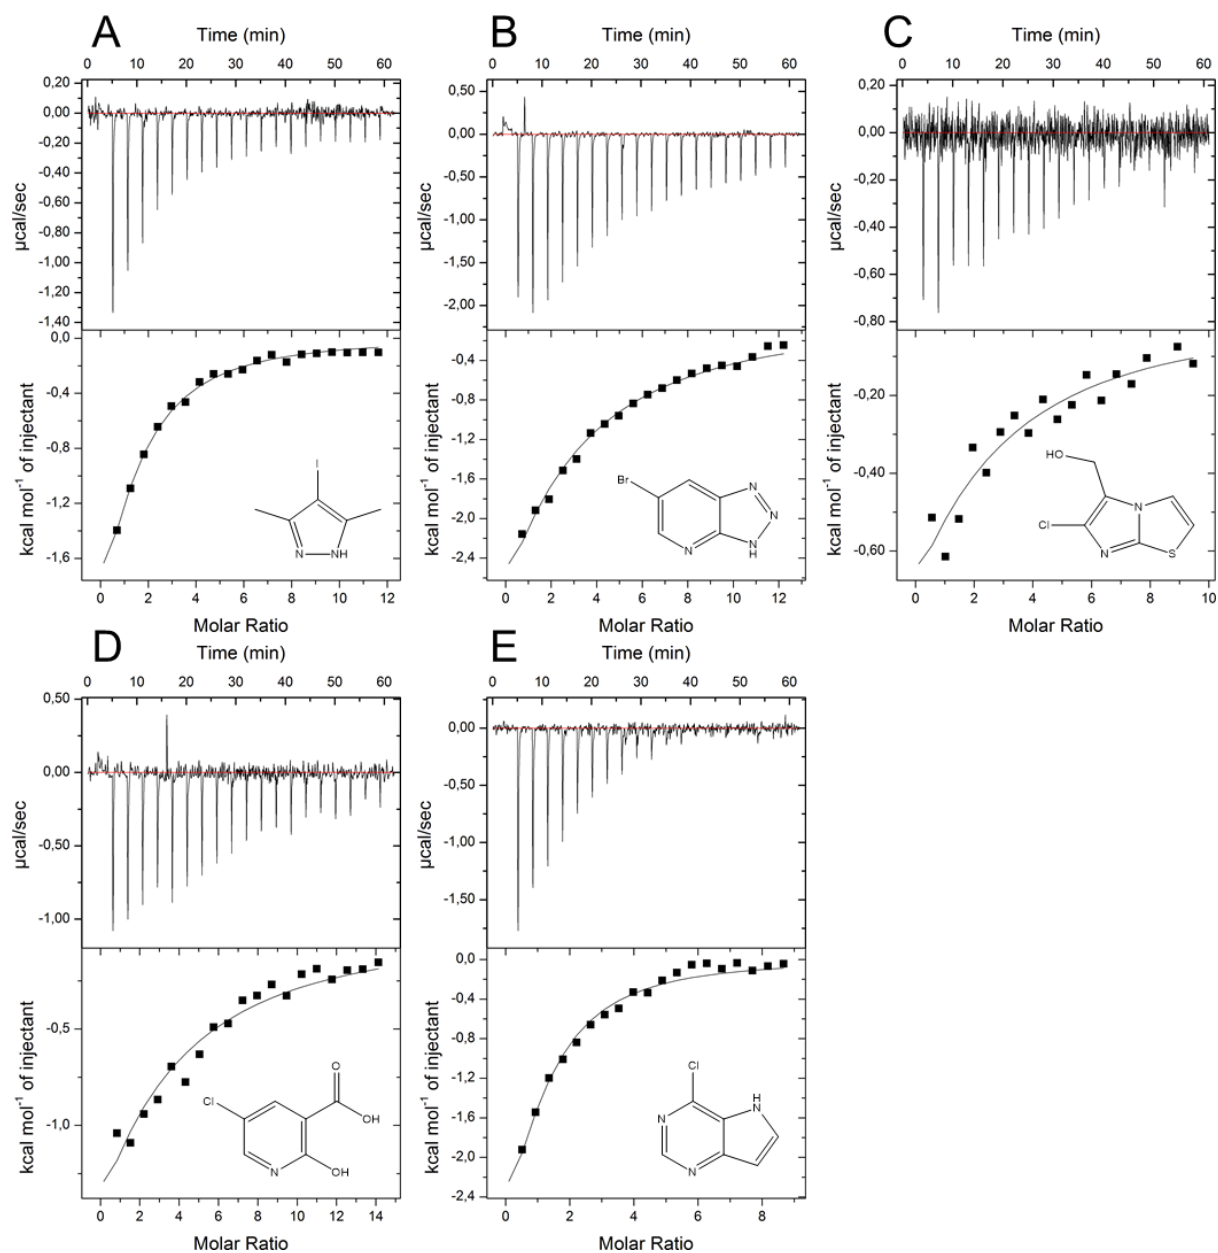 A
Time (min)
0 10 20 30 40 50 60
0,20
0,00
-0,20
-0,40
-0,60
-0,80
-1,00
-1,20
-1,40
µcal/sec
0,0
-0,4
-0,8
-1,2
-1,6
kcal mol⁻¹ of injectant
I
N
NH
0 2 4 6 8 10 12
Molar Ratio
B
Time (min)
0 10 20 30 40 50 60
0,50
0,00
-0,50
-1,00
-1,50
-2,00
µcal/sec
-0,4
-0,8
-1,2
-1,6
-2,0
-2,4
kcal mol⁻¹ of injectant
Br
N
N
N
N
H
0 2 4 6 8 10 12
Molar Ratio
C
Time (min)
0 10 20 30 40 50 60
0,20
0,00
-0,20
-0,40
-0,60
-0,80
µcal/sec
-0,20
-0,40
-0,60
kcal mol⁻¹ of injectant
HO
Cl
N
N
S
0 2 4 6 8 10
Molar Ratio
D
Time (min)
0 10 20 30 40 50 60
0,50
0,00
-0,50
-1,00
µcal/sec
-0,5
-1,0
kcal mol⁻¹ of injectant
O
Cl
OH
N
OH
0 2 4 6 8 10 12 14
Molar Ratio
E
Time (min)
0 10 20 30 40 50 60
0,00
-0,50
-1,00
-1,50
µcal/sec
0,0
-0,4
-0,8
-1,2
-1,6
-2,0
-2,4
kcal mol⁻¹ of injectant
Cl
H
N
N
N
0 2 4 6 8
Molar Ratio